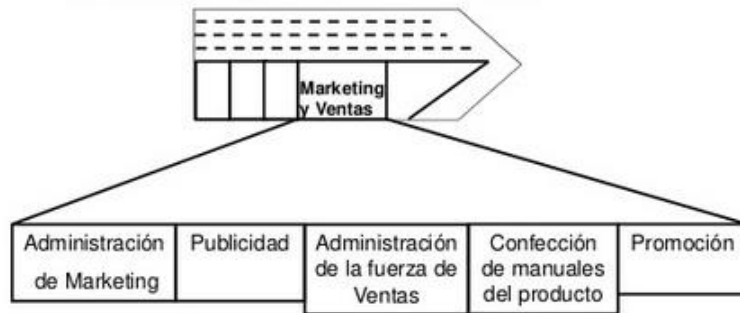 Marketing
y Ventas
Administración
de Marketing
Publicidad
Administración
de la fuerza de
Ventas
Confección
de manuales
del producto
Promoción